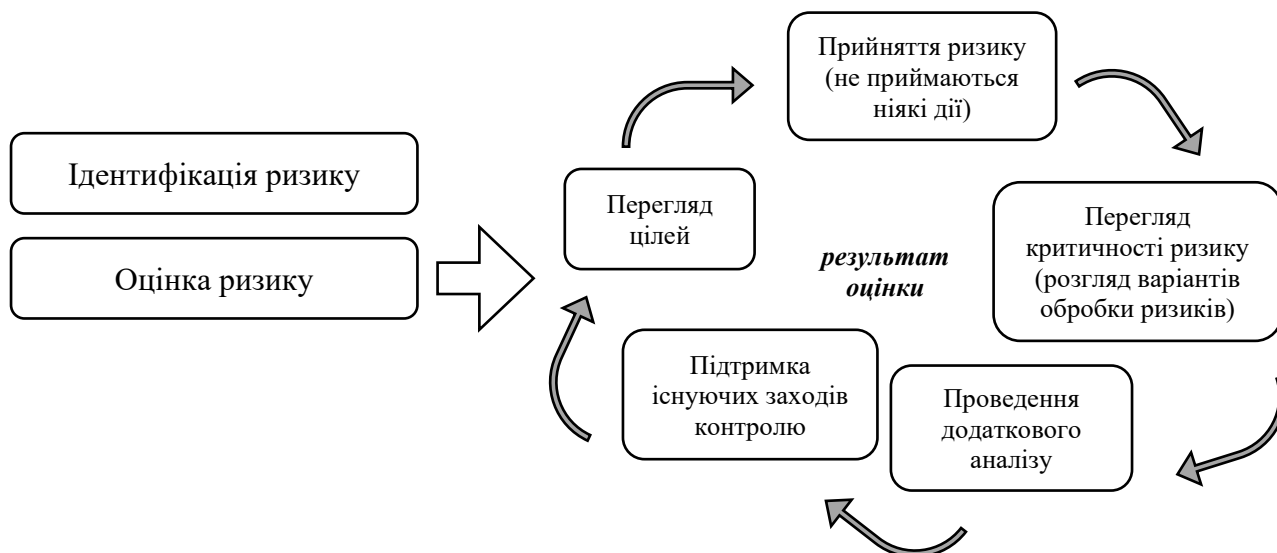 Ідентифікація ризику
Оцінка ризику
Прийняття ризику
(не приймаються
ніякі дії)
Перегляд
цілей
результат
оцінки
Перегляд
критичності ризику
(розгляд варіантів
обробки ризиків)
Підтримка
існуючих заходів
контролю
Проведення
додаткового
аналізу